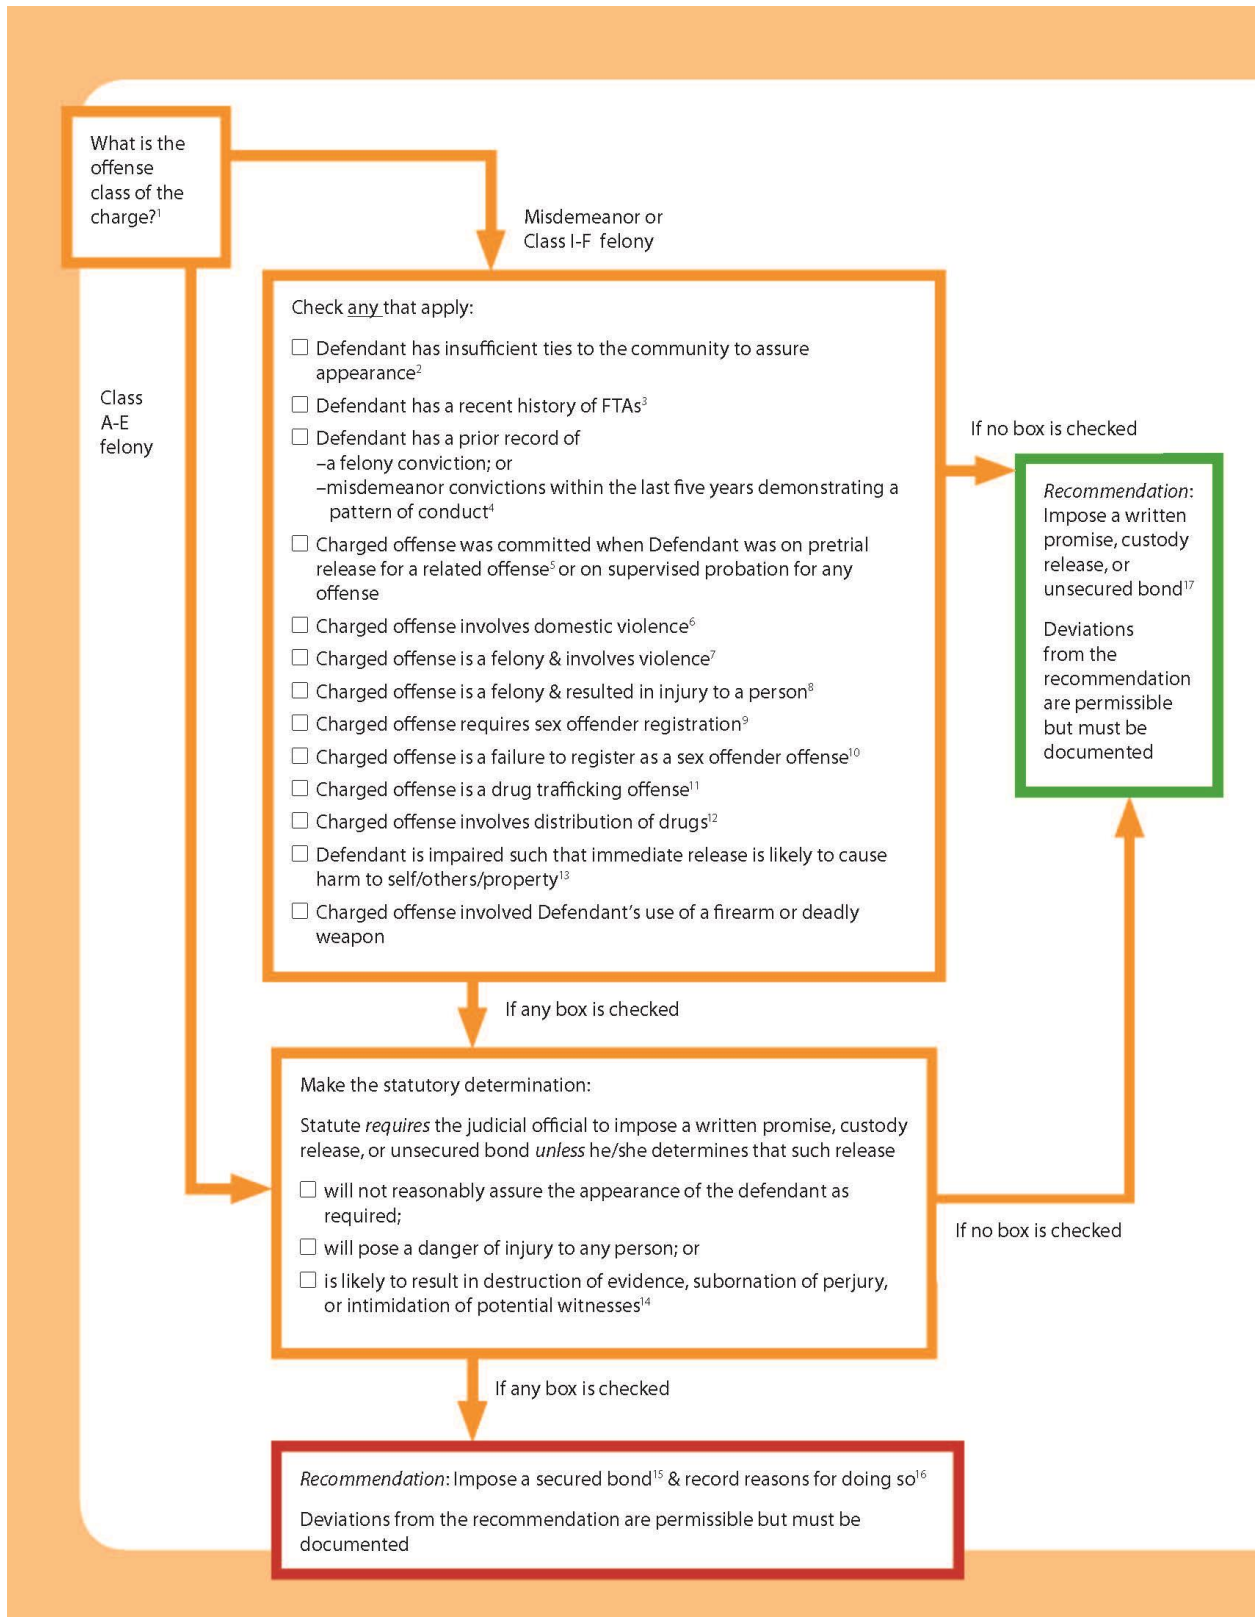 What is the
offense
class of the
charge?1
Misdemeanor or
Class I-F felony
Class
A-E
felony
Check any that apply:
Defendant has insufficient ties to the community to assure
appearance2
Defendant has a recent history of FTAs3
Defendant has a prior record of
–a felony conviction; or
–misdemeanor convictions within the last five years demonstrating a
pattern of conduct4
Charged offense was committed when Defendant was on pretrial
release for a related offense5 or on supervised probation for any
offense
Charged offense involves domestic violence6
Charged offense is a felony & involves violence7
Charged offense is a felony & resulted in injury to a person8
Charged offense requires sex offender registration9
Charged offense is a failure to register as a sex offender offense10
Charged offense is a drug trafficking offense11
Charged offense involves distribution of drugs12
Defendant is impaired such that immediate release is likely to cause
harm to self/others/property13
Charged offense involved Defendant’s use of a firearm or deadly
weapon
If no box is checked
Recommendation:
Impose a written
promise, custody
release, or
unsecured bond17
Deviations
from the
recommendation
are permissible
but must be
documented
If any box is checked
Make the statutory determination:
Statute requires the judicial official to impose a written promise, custody
release, or unsecured bond unless he/she determines that such release
will not reasonably assure the appearance of the defendant as
required;
will pose a danger of injury to any person; or
is likely to result in destruction of evidence, subornation of perjury,
or intimidation of potential witnesses14
If no box is checked
If any box is checked
Recommendation: Impose a secured bond15 & record reasons for doing so16
Deviations from the recommendation are permissible but must be
documented